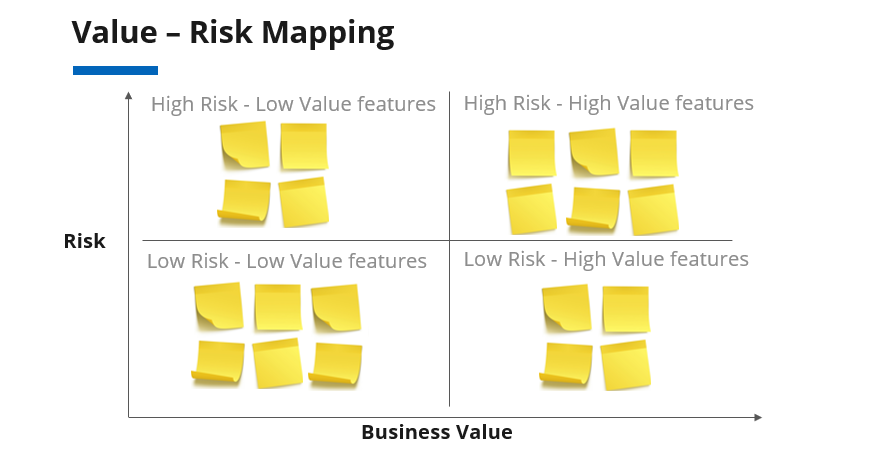 Value – Risk Mapping
High Risk - Low Value features
High Risk - High Value features
Risk
Low Risk - Low Value features
Low Risk - High Value features
Business Value